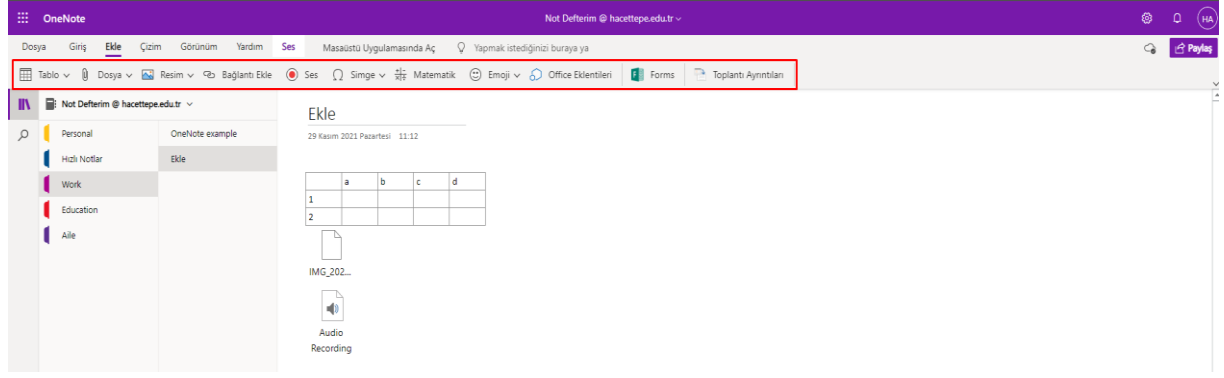 OneNote
Not Defterim @ hacettepe.edu.tr
HA
Dosya Giriş Ekle Çizim Görünüm Yardım Ses Masaüstü Uygulamasında Aç Yapmak istediğinizi buraya ya
Paylaş
Tablo Dosya Resim Bağlantı Ekle Ses Simge Matematik Emoji Office Eklentileri Forms Toplantı Ayrıntıları
Not Defterim @ hacettepe.edu.tr
Personal
Hızlı Notlar
Work
Education
Aile
OneNote example
Ekle
Ekle
29 Kasım 2021 Pazartesi 11:12
a b c d
1
2
IMG_202...
Audio
Recording